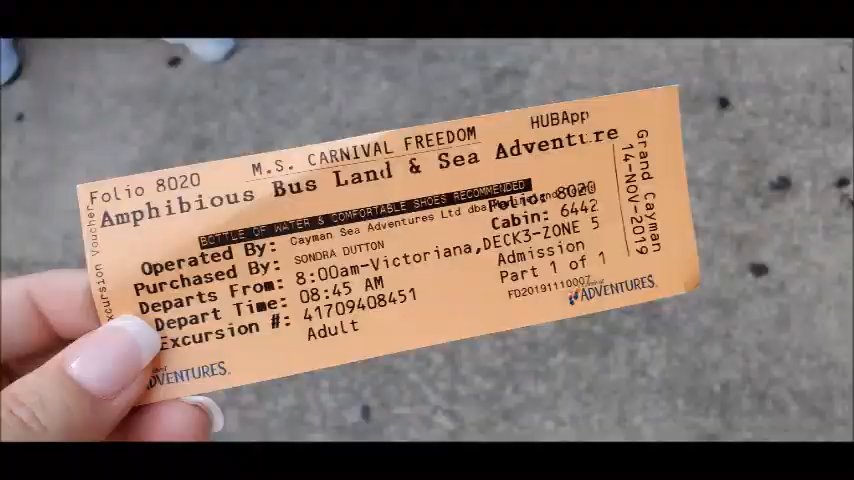 Folio 8020
M.S. CARNIVAL FREEDOM
HUBApp
Amphibious Bus Land & Sea Adventure
BOTTLE OF WATER & COMFORTABLE SHOES RECOMMENDED
Operated By: Cayman Sea Adventures Ltd dba
Purchased By: SONDRA DUTTON
Departs From: 8:00am-Victoriana,DECK3-ZONE 5
Depart Time: 08:45 AM
Excursion #: 41709408451
Adult
Folio: 8020
Cabin: 6442
Admission
Part 1 of 1
FD20191110007
ADVENTURES.
ADVENTURES.
Grand Cayman
14-NOV-2019
Voucher